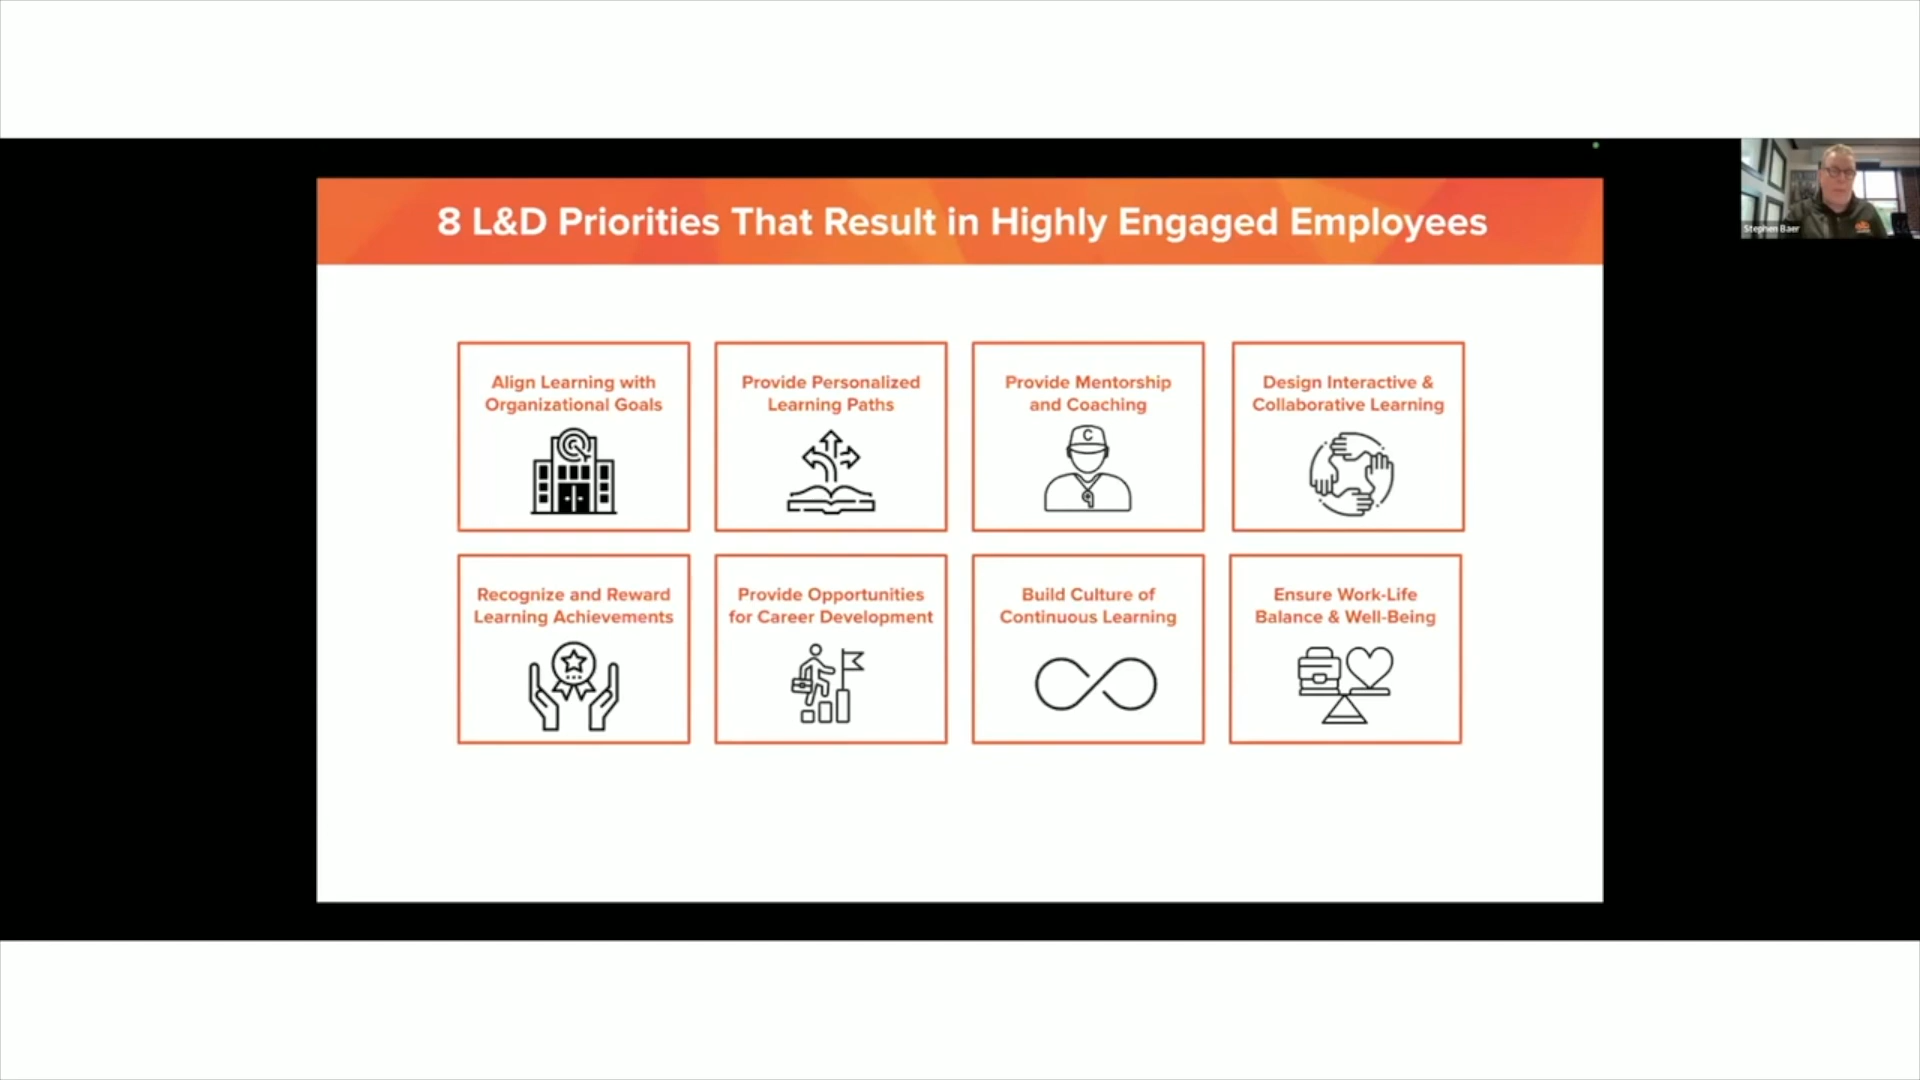 8 L&D Priorities That Result in Highly Engaged Employees
Stephen Baer
Align Learning with
Organizational Goals
Provide Personalized
Learning Paths
Provide Mentorship
and Coaching
C
Design Interactive &
Collaborative Learning
Recognize and Reward
Learning Achievements
Provide Opportunities
for Career Development
Build Culture of
Continuous Learning
Ensure Work-Life
Balance & Well-Being